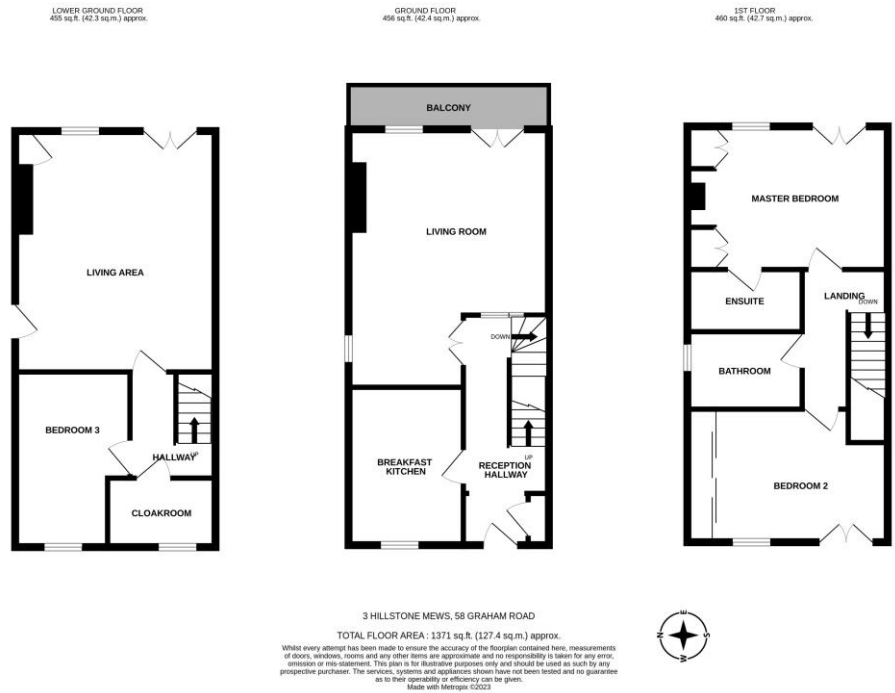 LOWER GROUND FLOOR
455 sq.ft. (42.3 sq.m.) approx.
GROUND FLOOR
456 sq.ft. (42.4 sq.m.) approx.
1ST FLOOR
460 sq.ft. (42.7 sq.m.) approx.
LIVING AREA
BEDROOM 3
HALLWAY
UP
CLOAKROOM
BALCONY
LIVING ROOM
DOWN
BREAKFAST
KITCHEN
UP
RECEPTION
HALLWAY
MASTER BEDROOM
ENSUITE
LANDING
DOWN
BATHROOM
BEDROOM 2
3 HILLSTONE MEWS, 58 GRAHAM ROAD
TOTAL FLOOR AREA : 1371 sq.ft. (127.4 sq.m.) approx.
Whilst every attempt has been made to ensure the accuracy of the floorplan contained here, measurements
of doors, windows, rooms and any other items are approximate and no responsibility is taken for any error,
omission or mis-statement. This plan is for illustrative purposes only and should be used as such by any
prospective purchaser. The services, systems and appliances shown have not been tested and no guarantee
as to their operability or efficiency can be given.
Made with Metropix ©2023
N
E
S
W